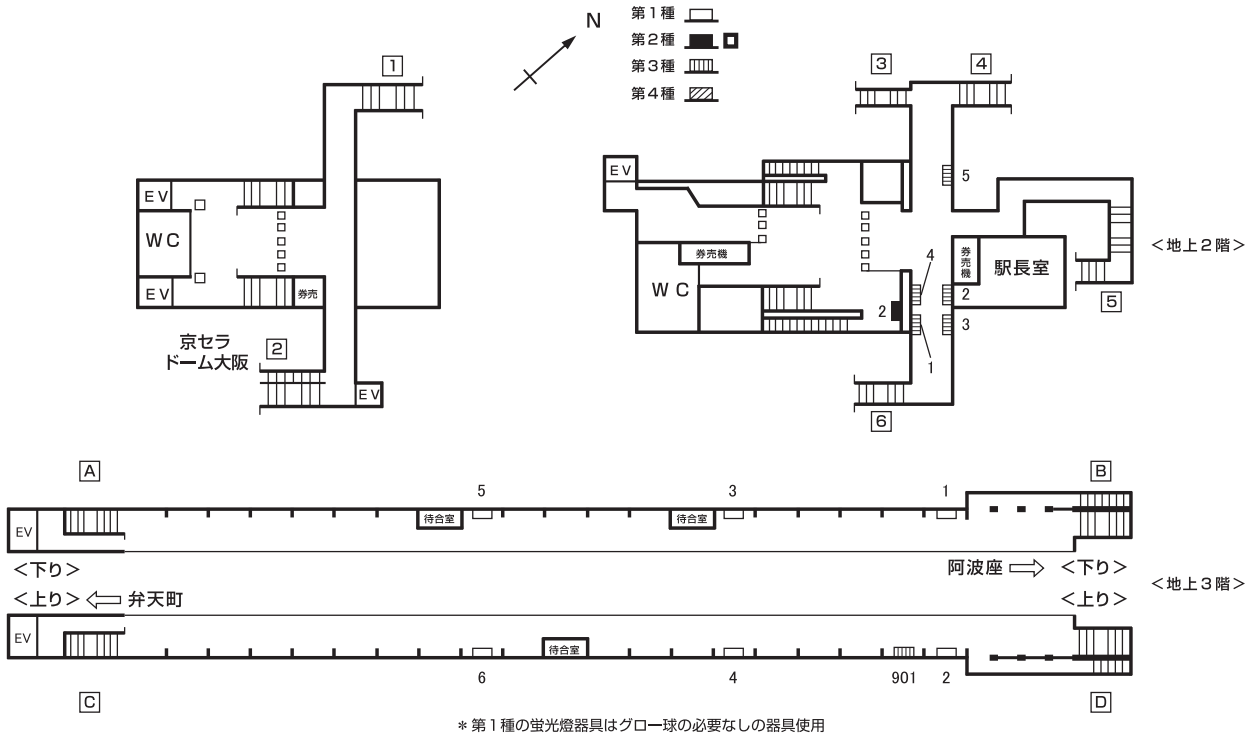 N
第1種
第2種
第3種
第4種
1
EV
WC
EV
券売
京セラ
ドーム大阪
2
EV
3
4
EV
5
券売機
WC
券売機
駅長室
4
2
2
3
1
5
6
<地上2階>
A
5
3
1
B
EV
待合室
待合室
<下り>
阿波座
<下り>
<上り>
弁天町
<上り>
<地上3階>
EV
待合室
6
4
901
2
C
D
*第1種の蛍光燈器具はグロー球の必要なしの器具使用